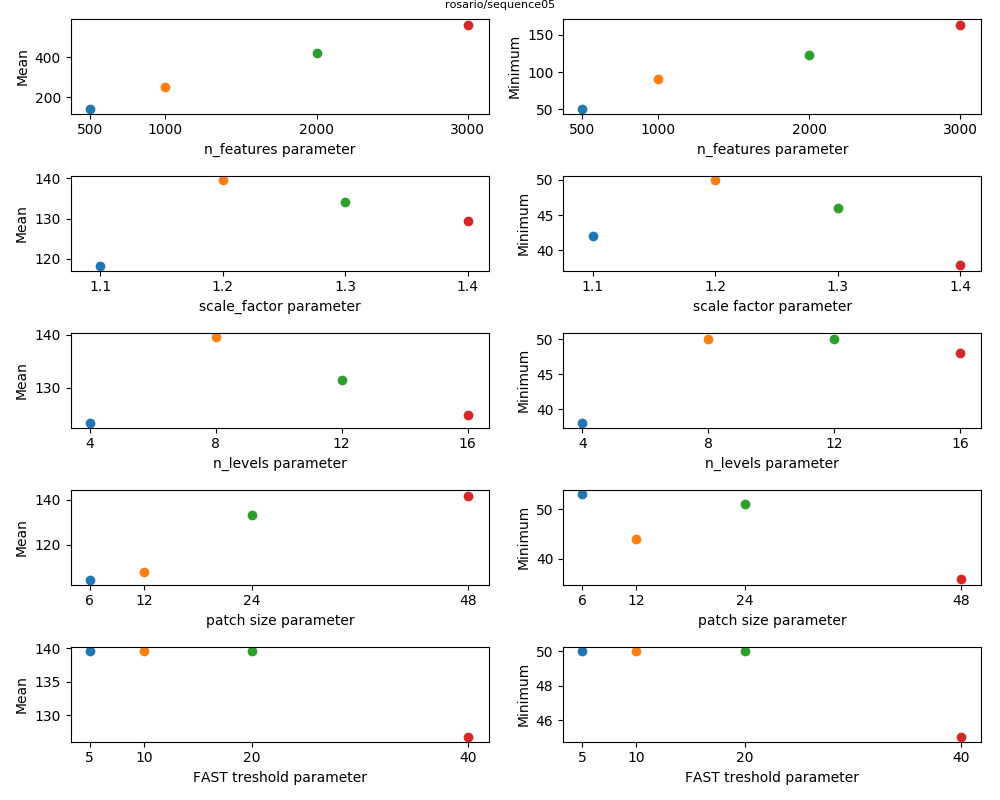 rosario/sequence05
Mean
400
200
500 1000 2000 3000
n_features parameter
Minimum
150
100
50
500 1000 2000 3000
n_features parameter
Mean
140
130
120
1.1 1.2 1.3 1.4
scale_factor parameter
Minimum
50
45
40
1.1 1.2 1.3 1.4
scale factor parameter
Mean
140
130
4 8 12 16
n_levels parameter
Minimum
50
45
40
4 8 12 16
n_levels parameter
Mean
140
120
6 12 24 48
patch size parameter
Minimum
50
40
6 12 24 48
patch size parameter
Mean
140
135
130
5 10 20 40
FAST treshold parameter
Minimum
50
48
46
5 10 20 40
FAST treshold parameter